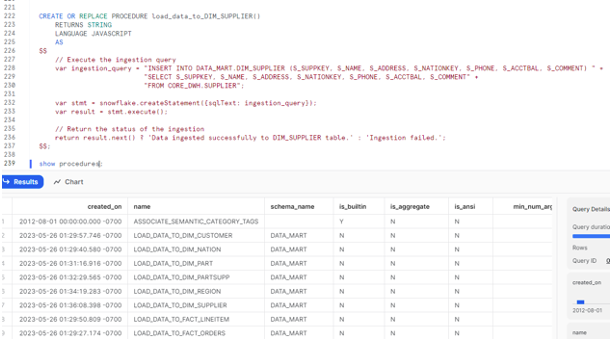 221
222 CREATE OR REPLACE PROCEDURE load_data_to_DIM_SUPPLIER()
223 RETURNS STRING
224 LANGUAGE JAVASCRIPT
225 AS
226 $$
227 // Execute the ingestion query
228 var ingestion_query = "INSERT INTO DATA_MART.DIM_SUPPLIER (S_SUPPKEY, S_NAME, S_ADDRESS, S_NATIONKEY, S_PHONE, S_ACCTBAL, S_COMMENT) " +
229 "SELECT S_SUPPKEY, S_NAME, S_ADDRESS, S_NATIONKEY, S_PHONE, S_ACCTBAL, S_COMMENT" +
230 "FROM CORE_DWH.SUPPLIER";
231
232 var stmt = snowflake.createStatement({sqlText: ingestion_query});
233 var result = stmt.execute();
234
235 // Return the status of the ingestion
236 return result.next() ? 'Data ingested successfully to DIM_SUPPLIER table.' : 'Ingestion failed.';
237 $$;
238
239 show procedures;
Results Chart
created_on name schema_name is_builtin is_aggregate is_ansi min_num_arg
1 2012-08-01 00:00:00.000 -0700 ASSOCIATE_SEMANTIC_CATEGORY_TAGS Y N N
2 2023-05-26 01:29:57.746 -0700 LOAD_DATA_TO_DIM_CUSTOMER DATA_MART N N N
3 2023-05-26 01:29:40.580 -0700 LOAD_DATA_TO_DIM_NATION DATA_MART N N N
4 2023-05-26 01:31:16.916 -0700 LOAD_DATA_TO_DIM_PART DATA_MART N N N
5 2023-05-26 01:32:29.565 -0700 LOAD_DATA_TO_DIM_PARTSUPP DATA_MART N N N
2023-05-26 01:34:19.283 -0700 LOAD_DATA_TO_DIM_REGION DATA_MART N N N
2023-05-26 01:36:08.398 -0700 LOAD_DATA_TO_DIM_SUPPLIER DATA_MART N N N
2023-05-26 01:29:50.809 -0700 LOAD_DATA_TO_FACT_LINEITEM DATA_MART N N N
2023-05-26 01:29:27.174 -0700 LOAD_DATA_TO_FACT_ORDERS DATA_MART N N N
Query Details
Query duratio
Rows
Query ID 0
created_on
2012-08-01
name